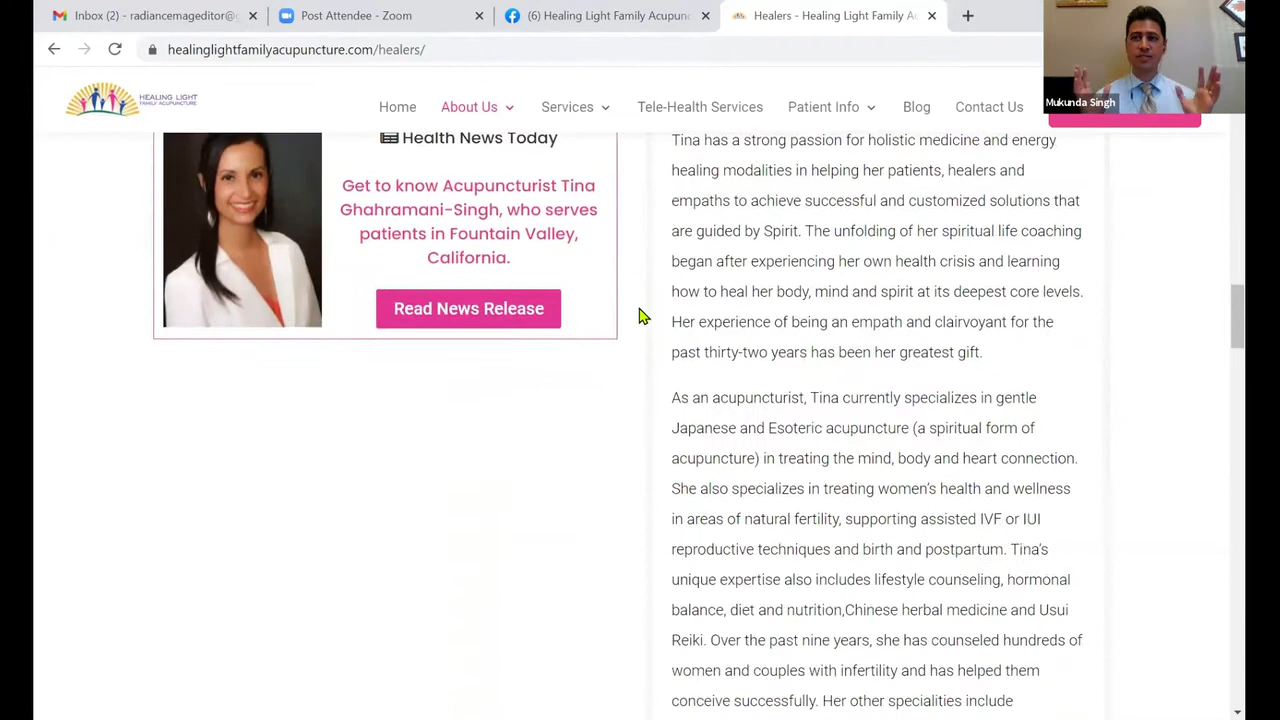 Inbox (2) - radiancemageditor@
Post Attendee - Zoom
(6) Healing Light Family Acupunc
Healers - Healing Light Family Ac
healinglightfamilyacupuncture.com/healers/
Mukunda Singh
HEALING LIGHT
FAMILY ACUPUNCTURE
Home
About Us
Services
Tele-Health Services
Patient Info
Blog
Contact Us
Health News Today
Get to know Acupuncturist Tina
Ghahramani-Singh, who serves
patients in Fountain Valley,
California.
Read News Release
Tina has a strong passion for holistic medicine and energy
healing modalities in helping her patients, healers and
empaths to achieve successful and customized solutions that
are guided by Spirit. The unfolding of her spiritual life coaching
began after experiencing her own health crisis and learning
how to heal her body, mind and spirit at its deepest core levels.
Her experience of being an empath and clairvoyant for the
past thirty-two years has been her greatest gift.
As an acupuncturist, Tina currently specializes in gentle
Japanese and Esoteric acupuncture (a spiritual form of
acupuncture) in treating the mind, body and heart connection.
She also specializes in treating women's health and wellness
in areas of natural fertility, supporting assisted IVF or IUI
reproductive techniques and birth and postpartum. Tina's
unique expertise also includes lifestyle counseling, hormonal
balance, diet and nutrition,Chinese herbal medicine and Usui
Reiki. Over the past nine years, she has counseled hundreds of
women and couples with infertility and has helped them
conceive successfully. Her other specialities include